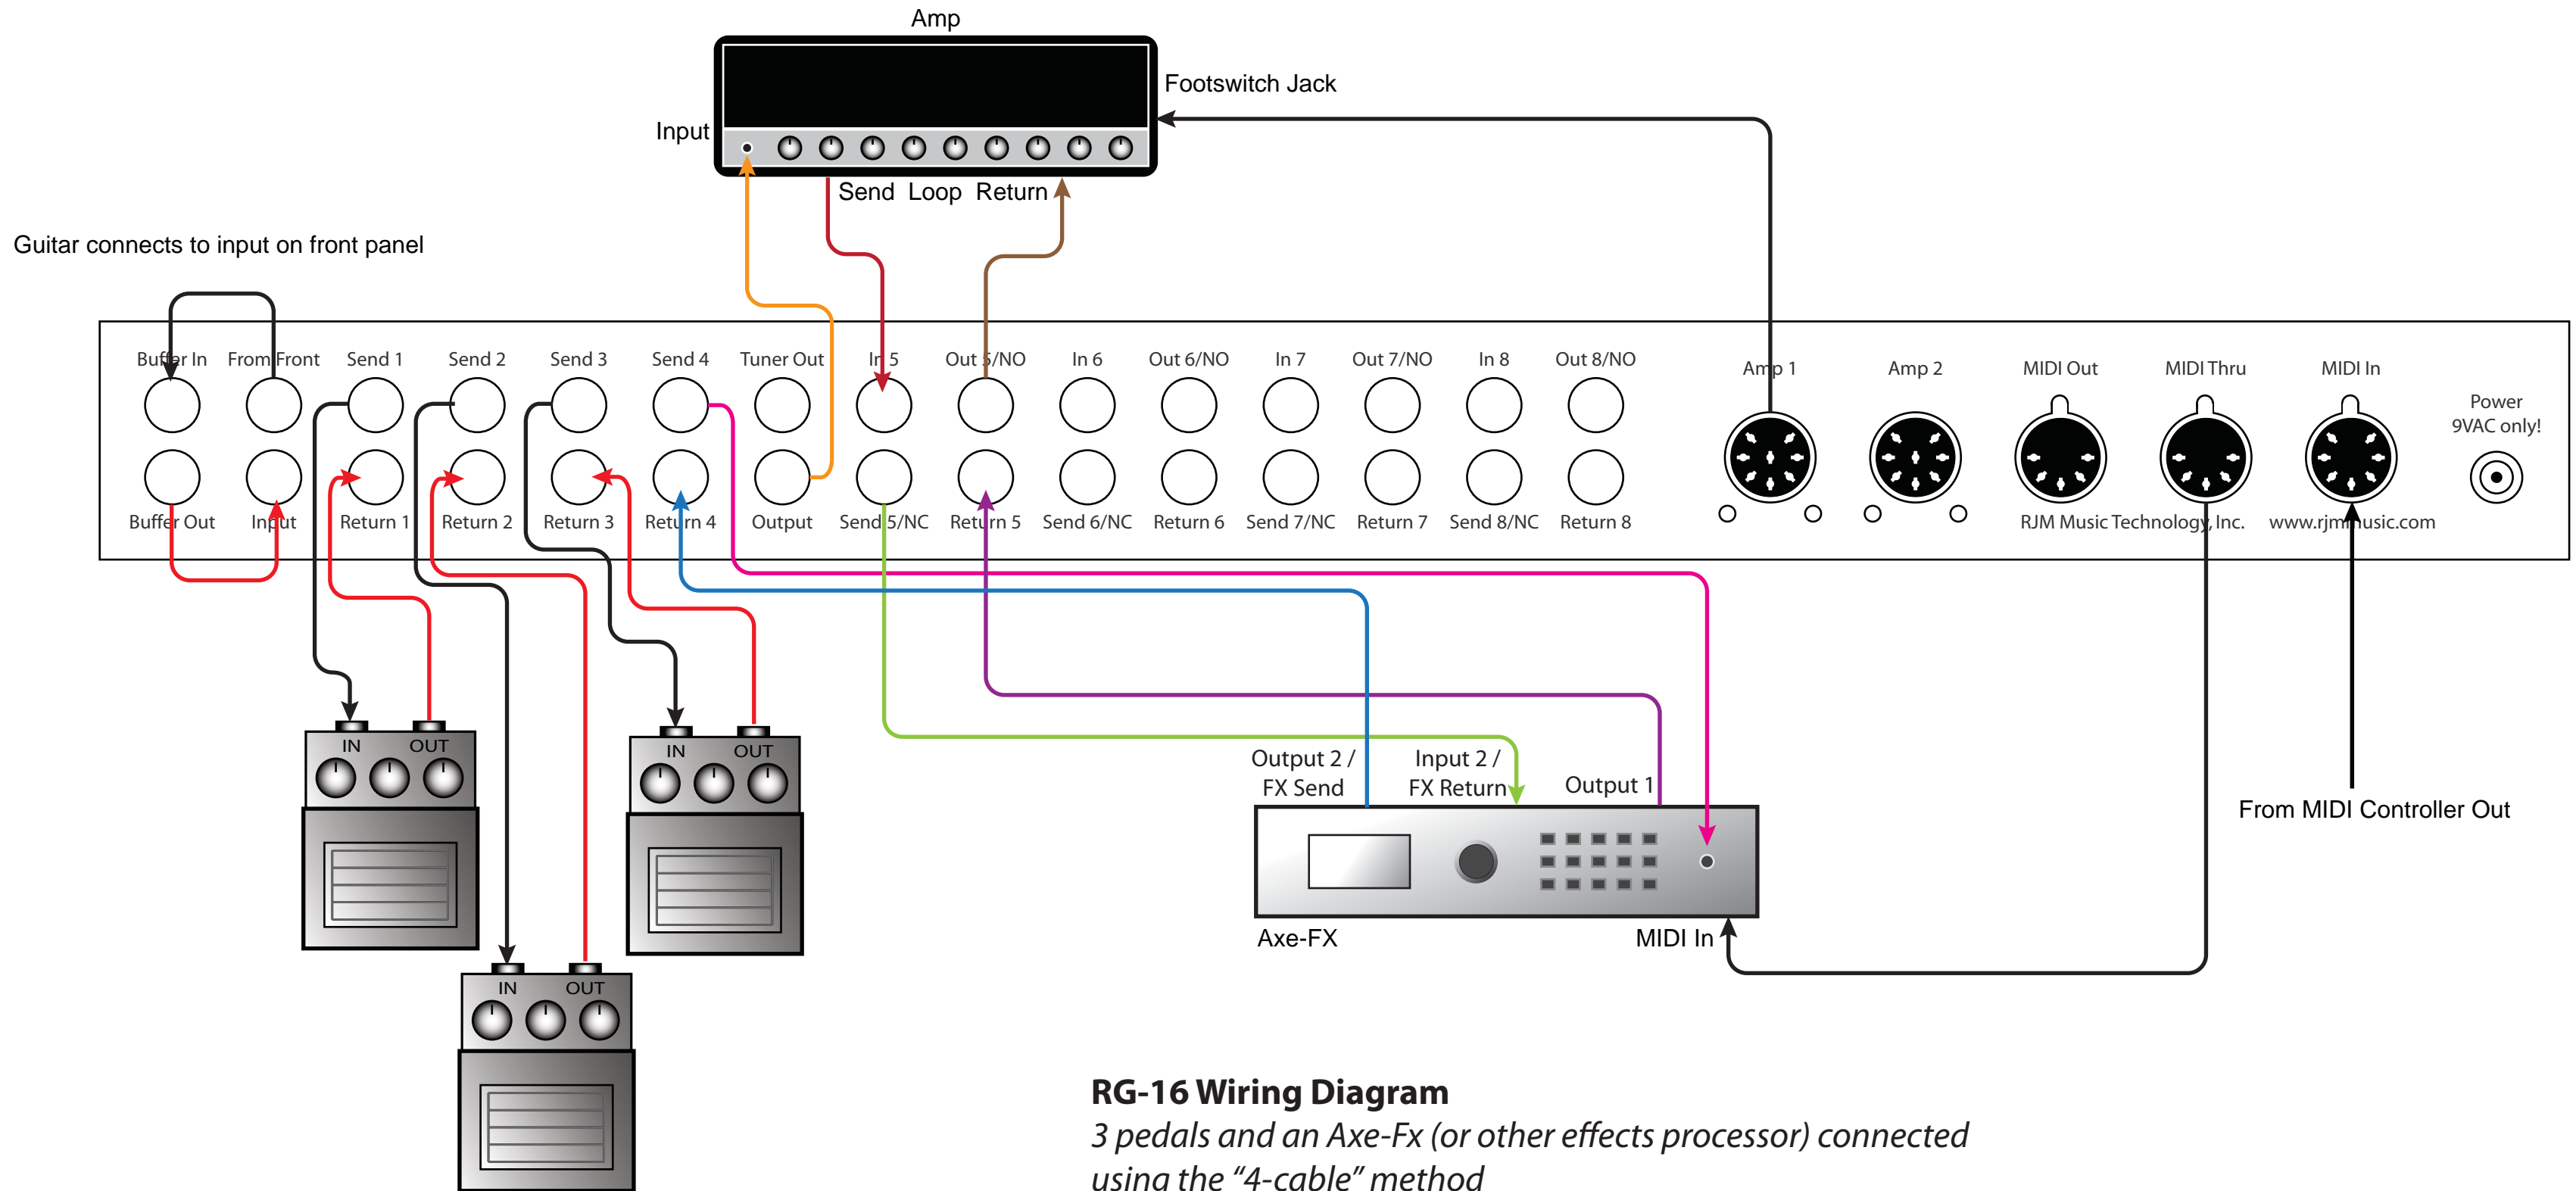 Amp
Footswitch Jack
Input
Send Loop Return
Guitar connects to input on front panel
Buffer In From Front Send 1 Send 2 Send 3 Send 4 Tuner Out In 5 Out 5/NO In 6 Out 6/NO In 7 Out 7/NO In 8 Out 8/NO Amp 1 Amp 2 MIDI Out MIDI Thru MIDI In
Power
9VAC only!
Buffer Out Input Return 1 Return 2 Return 3 Return 4 Output Send 5/NC Return 5 Send 6/NC Return 6 Send 7/NC Return 7 Send 8/NC Return 8 RJM Music Technology, Inc. www.rjmmusic.com
IN OUT
IN OUT
Output 2 /
FX Send
Input 2 /
FX Return
Output 1
From MIDI Controller Out
Axe-FX
MIDI In
IN OUT
RG-16 Wiring Diagram
3 pedals and an Axe-Fx (or other effects processor) connected
using the “4-cable” method